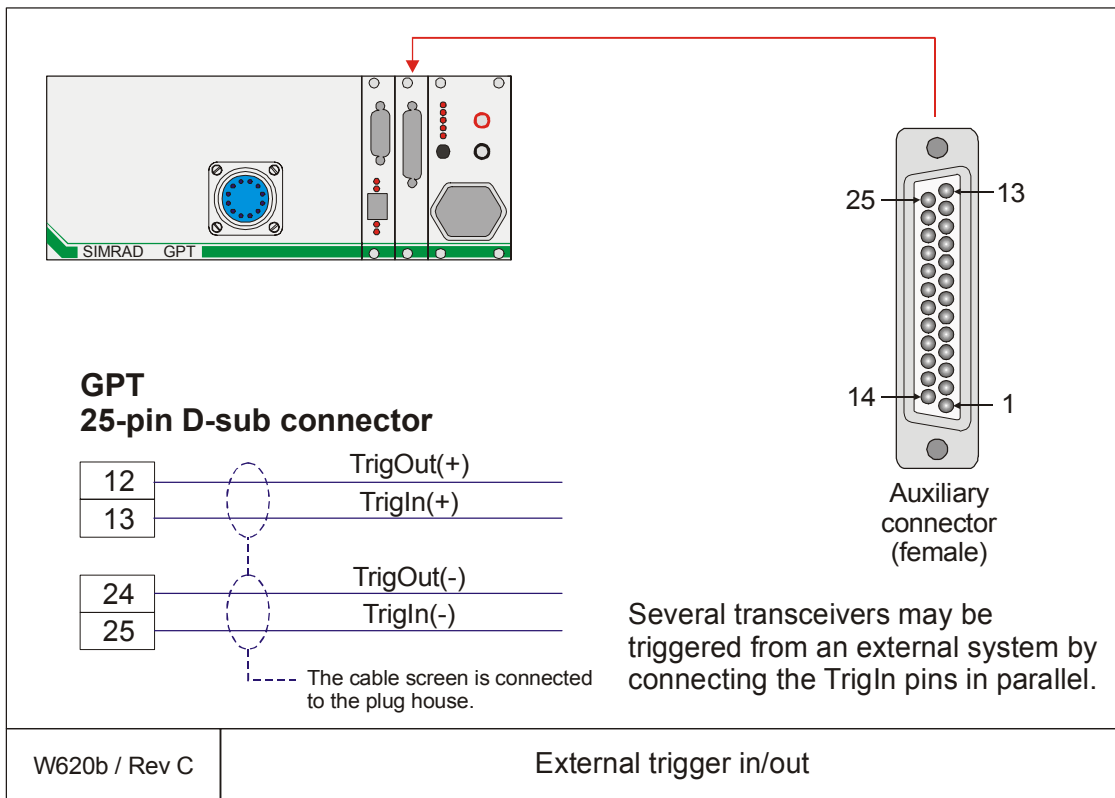 SIMRAD GPT
25
13
14
1
Auxiliary
connector
(female)
GPT
25-pin D-sub connector
12
TrigOut(+)
13
TrigIn(+)
24
TrigOut(-)
25
TrigIn(-)
The cable screen is connected
to the plug house.
Several transceivers may be
triggered from an external system by
connecting the TrigIn pins in parallel.
W620b / Rev C
External trigger in/out